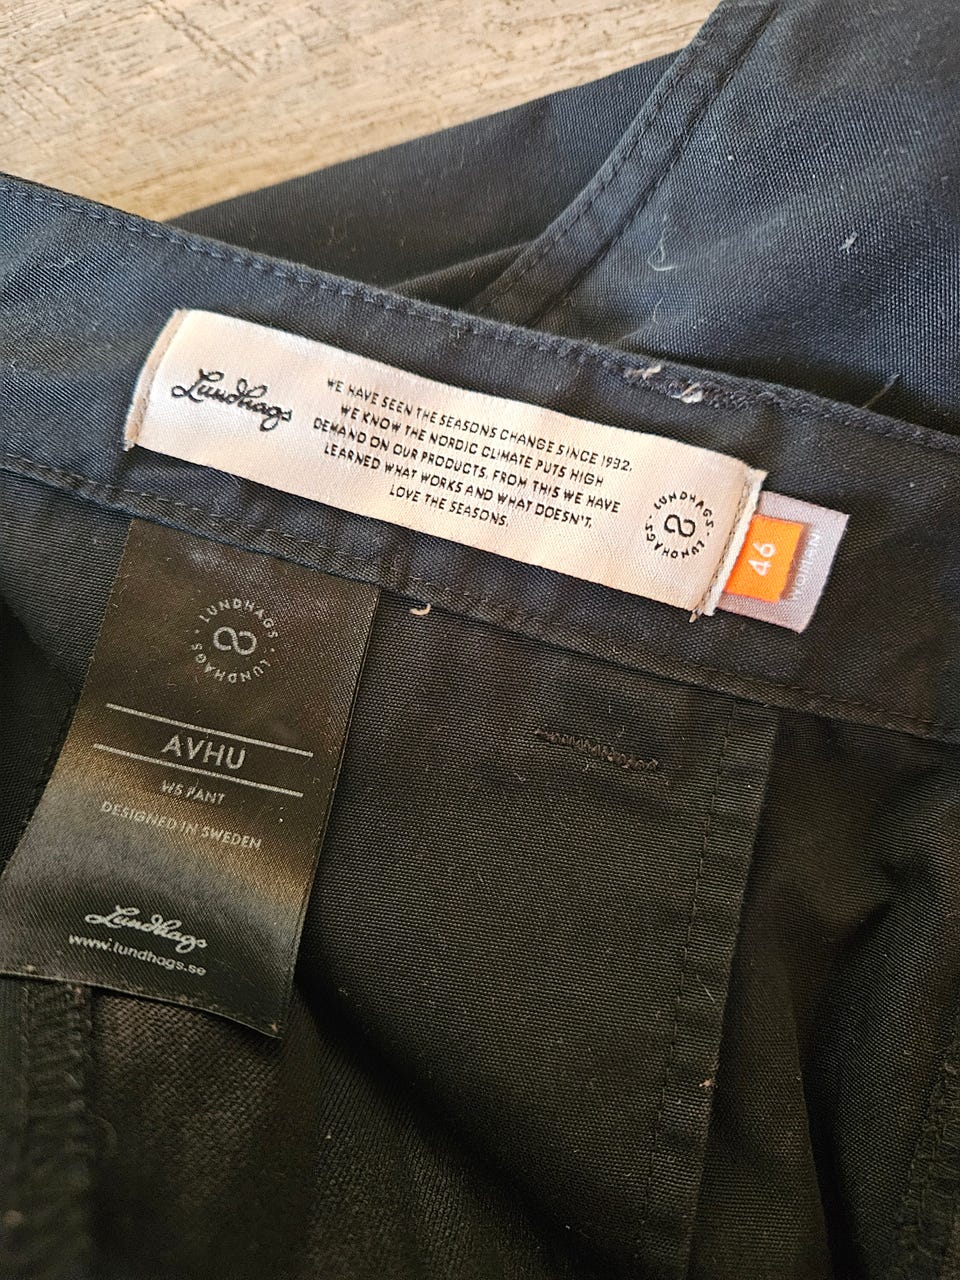 Lundhags
WE HAVE SEEN THE SEASONS CHANGE SINCE 1932.
WE KNOW THE NORDIC CLIMATE PUTS HIGH
DEMAND ON OUR PRODUCTS. FROM THIS WE HAVE
LEARNED WHAT WORKS AND WHAT DOESN'T.
LOVE THE SEASONS.
LUNDHAGS · LUNDHAGS ·
46
WOMAN
LUNDHAGS · LUNDHAGS ·
AVHU
WS PANT
DESIGNED IN SWEDEN
Lundhags
www.lundhags.se